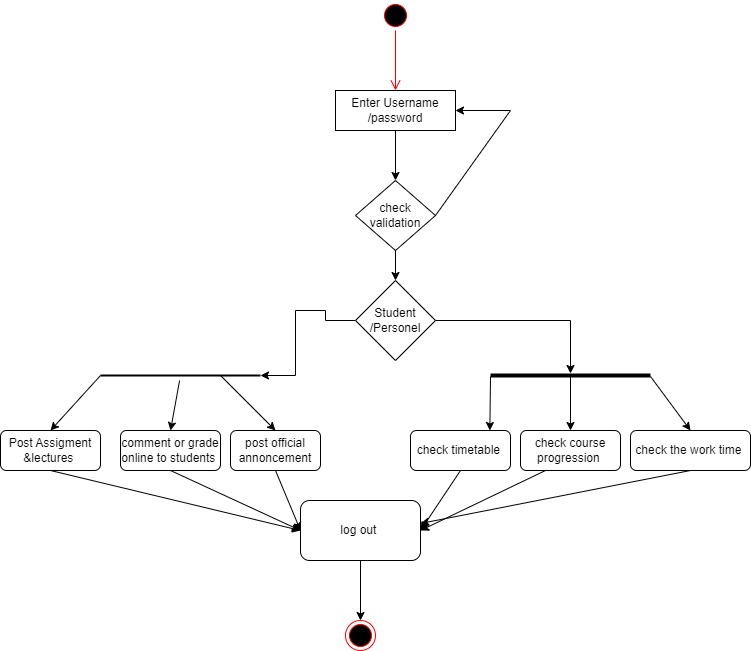 Enter Username
/password
check
validation
Student
/Personel
Post Assigment
&lectures
comment or grade
online to students
post official
annoncement
check timetable
check course
progression
check the work time
log out